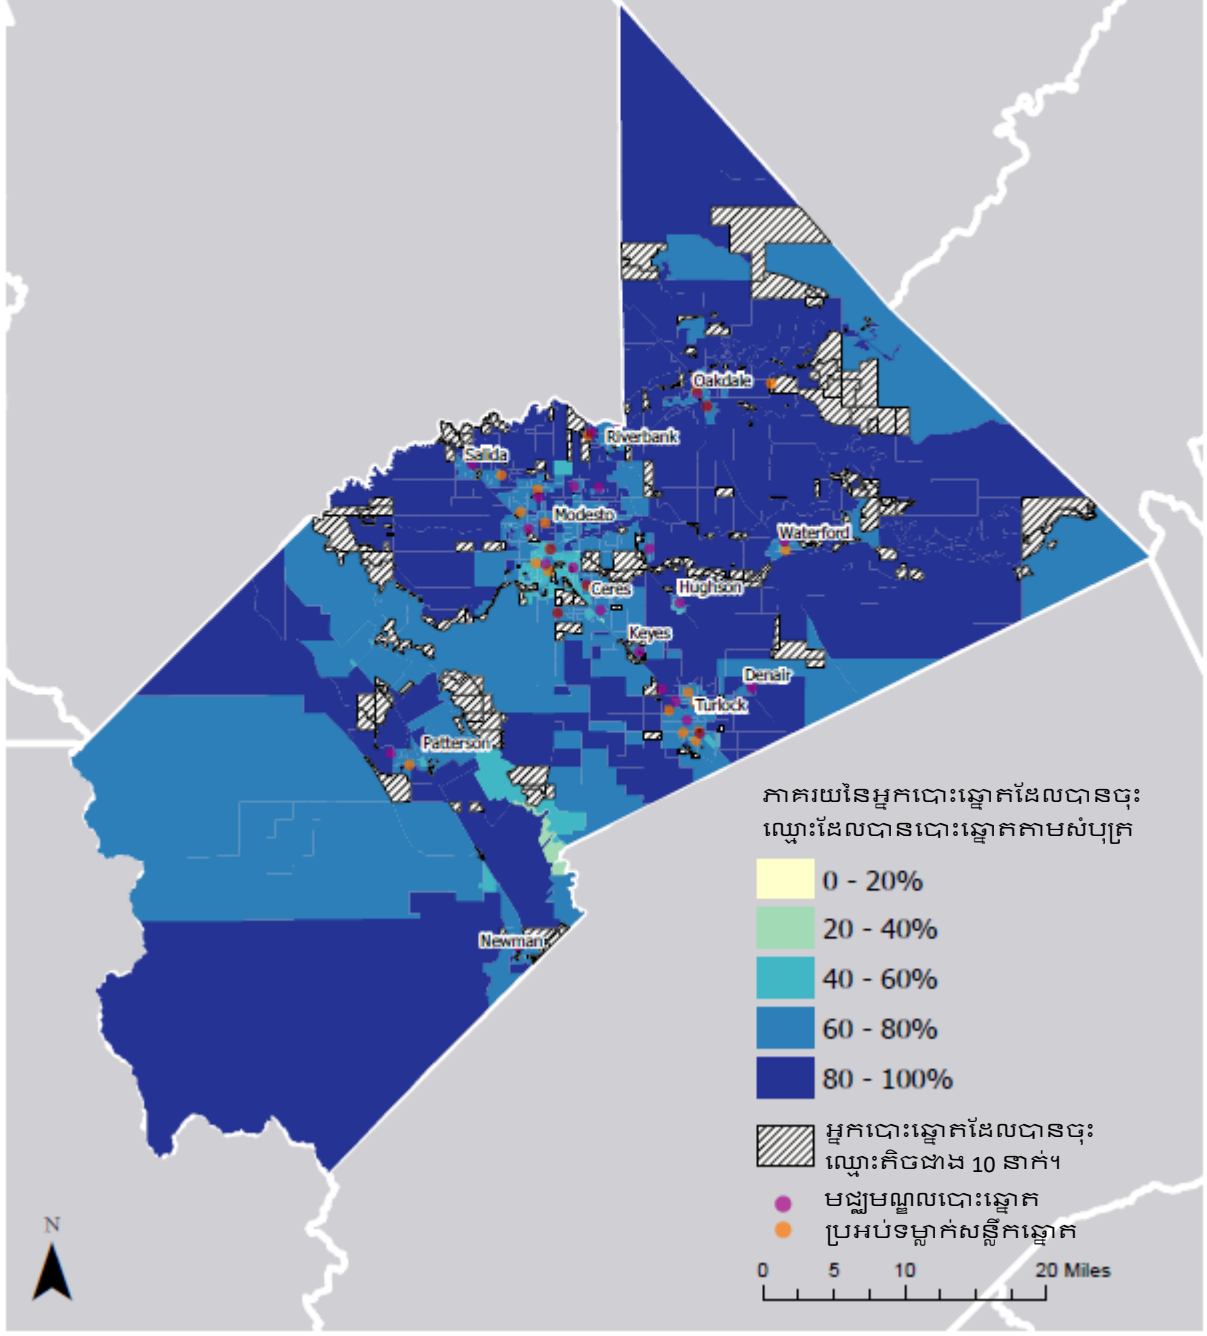 Oakdale
Riverbank
Salida
Modesto
Waterford
Ceres
Hughson
Keyes
Denair
Turlock
Patterson
Newman
ភាគរយនៃអ្នកបោះឆ្នោតដែលបានចុះ
ឈ្មោះដែលបានបោះឆ្នោតតាមសំបុត្រ
0 - 20%
20 - 40%
40 - 60%
60 - 80%
80 - 100%
អ្នកបោះឆ្នោតដែលបានចុះ
ឈ្មោះតិចជាង 10 នាក់។
មជ្ឈមណ្ឌលបោះឆ្នោត
ប្រអប់ទម្លាក់សន្លឹកឆ្នោត
N
0 5 10 20 Miles